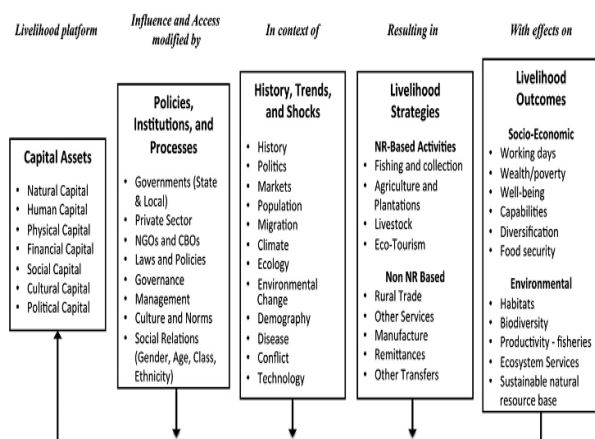 Livelihood platform
Influence and Access
modified by
In context of
Resulting in
With effects on
Capital Assets
• Natural Capital
• Human Capital
• Physical Capital
• Financial Capital
• Social Capital
• Cultural Capital
• Political Capital
Policies,
Institutions, and
Processes
• Governments (State
& Local)
• Private Sector
• NGOs and CBOs
• Laws and Policies
• Governance
• Management
• Culture and Norms
• Social Relations
(Gender, Age, Class,
Ethnicity)
History, Trends,
and Shocks
• History
• Politics
• Markets
• Population
• Migration
• Climate
• Ecology
• Environmental
Change
• Demography
• Disease
• Conflict
• Technology
Livelihood
Strategies
NR-Based Activities
• Fishing and collection
• Agriculture and
Plantations
• Livestock
• Eco-Tourism
Non NR Based
• Rural Trade
• Other Services
• Manufacture
• Remittances
• Other Transfers
Livelihood
Outcomes
Socio-Economic
• Working days
• Wealth/poverty
• Well-being
• Capabilities
• Diversification
• Food security
Environmental
• Habitats
• Biodiversity
• Productivity - fisheries
• Ecosystem Services
• Sustainable natural
resource base